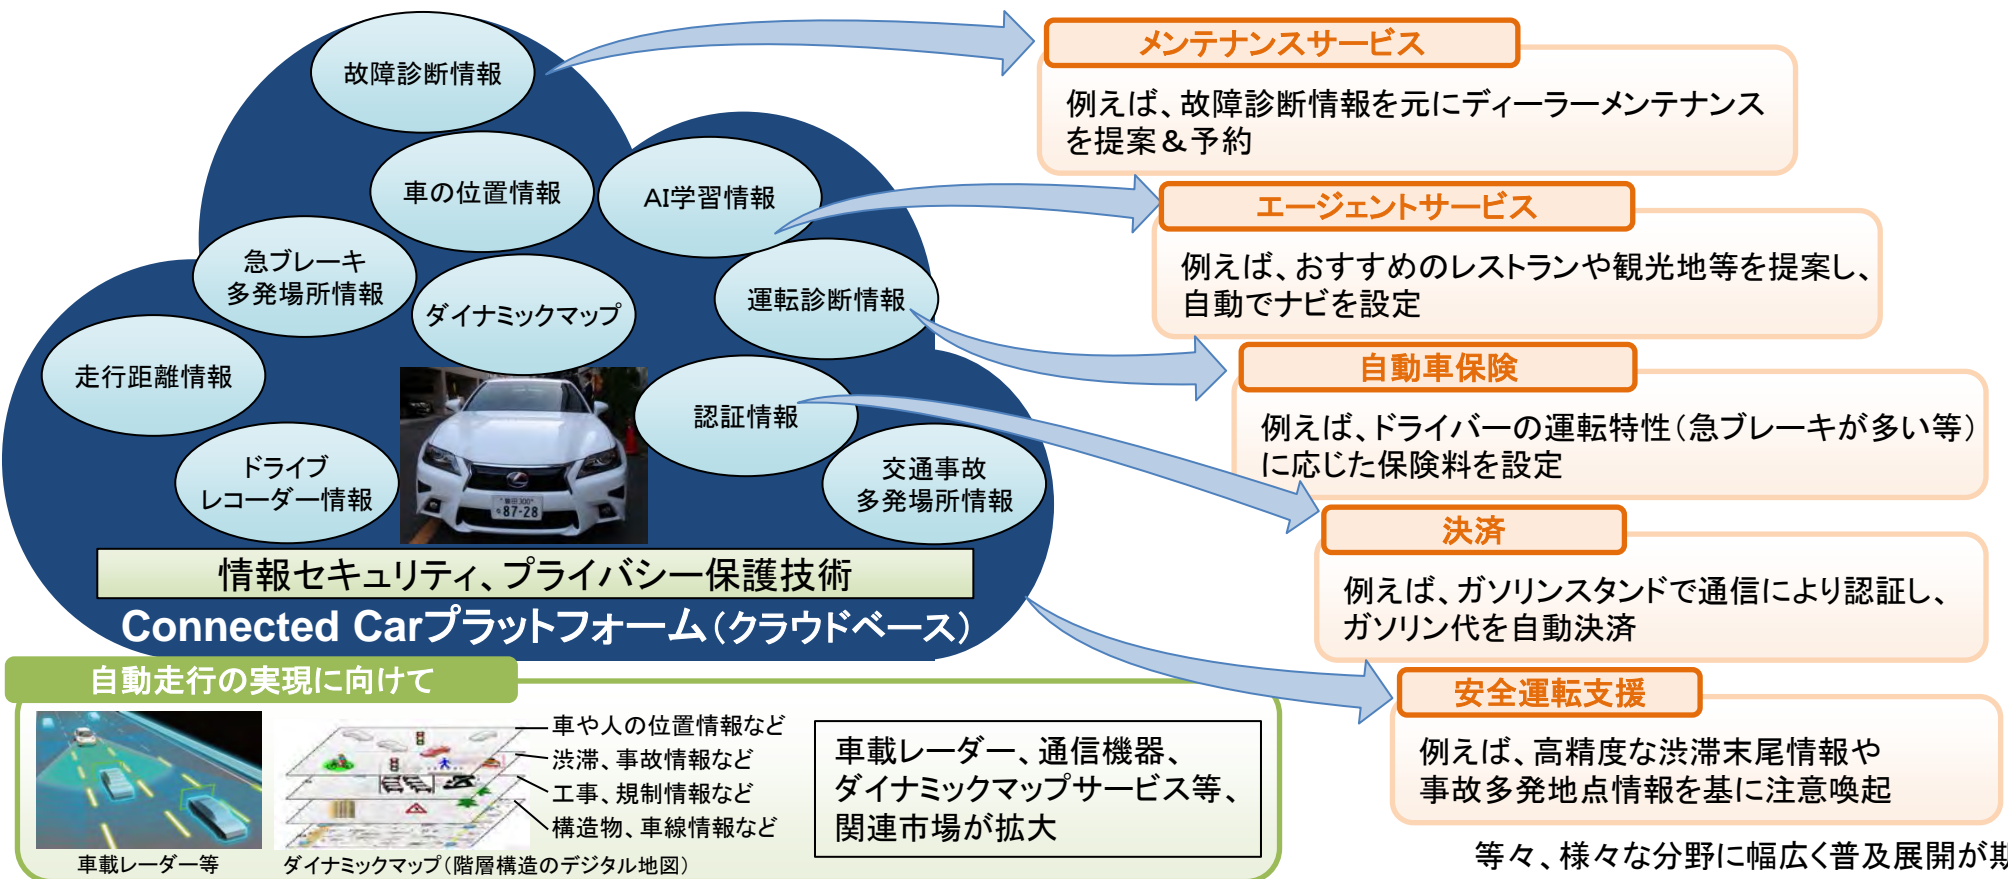 故障診断情報
車の位置情報
AI学習情報
急ブレーキ
多発場所情報
ダイナミックマップ
運転診断情報
走行距離情報
認証情報
ドライブ
レコーダー情報
交通事故
多発場所情報
87-28
情報セキュリティ、プライバシー保護技術
Connected Carプラットフォーム(クラウドベース)
メンテナンスサービス
例えば、故障診断情報を元にディーラーメンテナンス
を提案&予約
エージェントサービス
例えば、おすすめのレストランや観光地等を提案し、
自動でナビを設定
自動車保険
例えば、ドライバーの運転特性(急ブレーキが多い等)
に応じた保険料を設定
決済
例えば、ガソリンスタンドで通信により認証し、
ガソリン代を自動決済
安全運転支援
例えば、高精度な渋滞末尾情報や
事故多発地点情報を基に注意喚起
等々、様々な分野に幅広く普及展開が期
自動走行の実現に向けて
車載レーダー等
車や人の位置情報など
渋滞、事故情報など
工事、規制情報など
構造物、車線情報など
ダイナミックマップ(階層構造のデジタル地図)
車載レーダー、通信機器、
ダイナミックマップサービス等、
関連市場が拡大